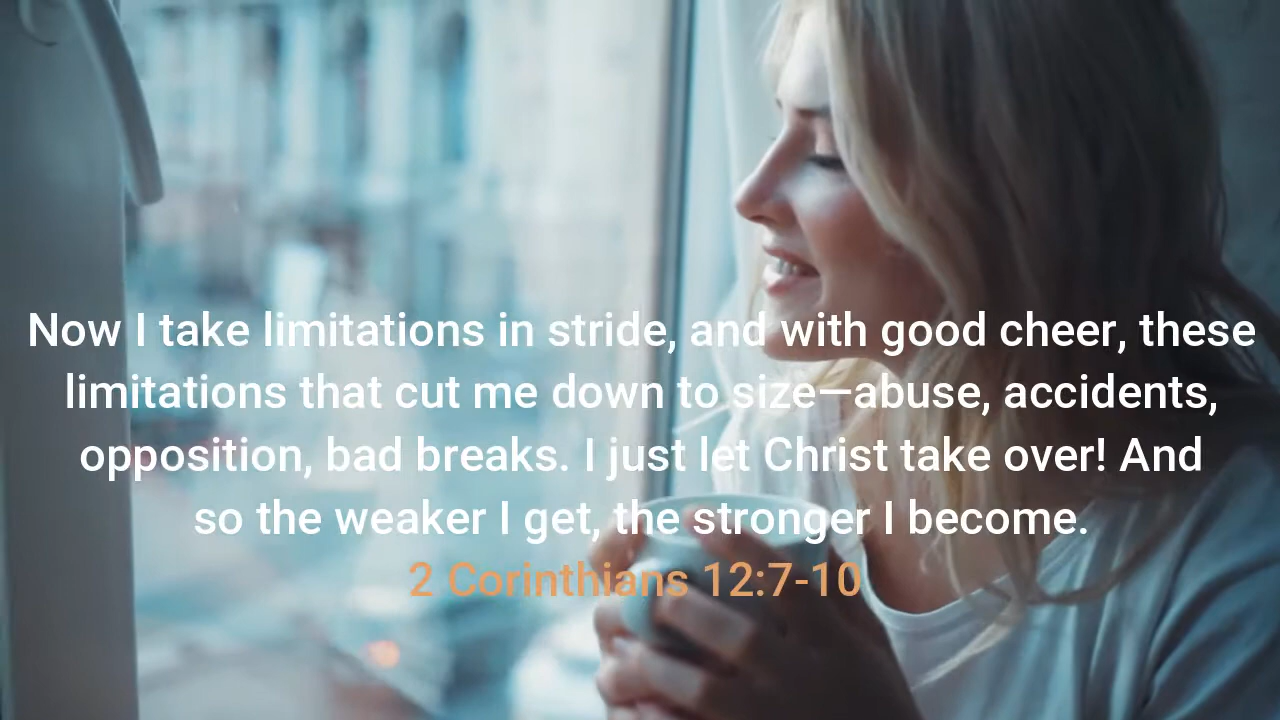 Now I take limitations in stride, and with good cheer, these
limitations that cut me down to size—abuse, accidents,
opposition, bad breaks. I just let Christ take over! And
so the weaker I get, the stronger I become.
2 Corinthians 12:7-10